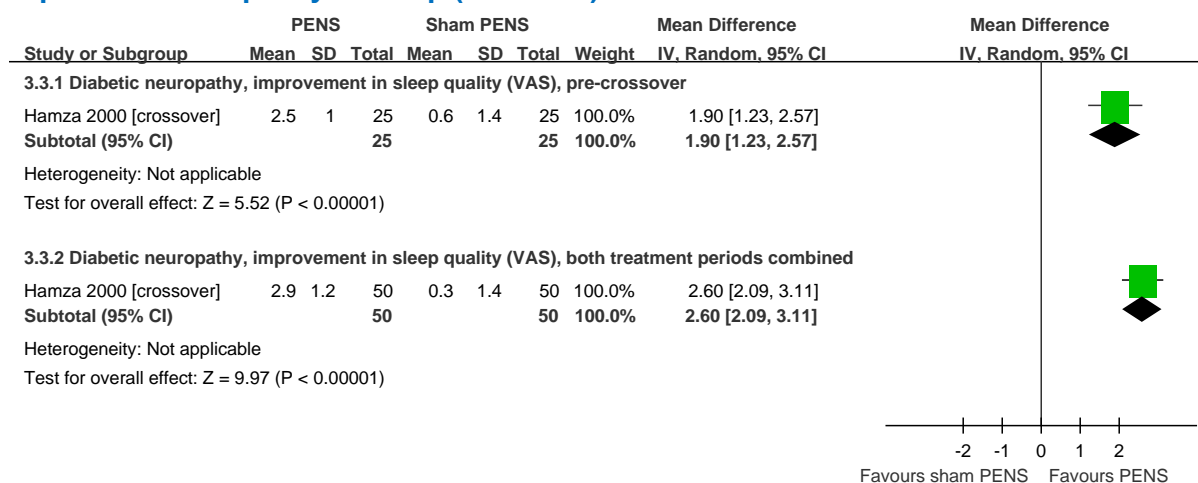 PENS Sham PENS Mean Difference Mean Difference
Study or Subgroup Mean SD Total Mean SD Total Weight IV, Random, 95% CI IV, Random, 95% CI
3.3.1 Diabetic neuropathy, improvement in sleep quality (VAS), pre-crossover
Hamza 2000 [crossover] 2.5 1 25 0.6 1.4 25 100.0% 1.90 [1.23, 2.57]
Subtotal (95% CI) 25 25 100.0% 1.90 [1.23, 2.57]
Heterogeneity: Not applicable
Test for overall effect: Z = 5.52 (P < 0.00001)
3.3.2 Diabetic neuropathy, improvement in sleep quality (VAS), both treatment periods combined
Hamza 2000 [crossover] 2.9 1.2 50 0.3 1.4 50 100.0% 2.60 [2.09, 3.11]
Subtotal (95% CI) 50 50 100.0% 2.60 [2.09, 3.11]
Heterogeneity: Not applicable
Test for overall effect: Z = 9.97 (P < 0.00001)
-2 -1 0 1 2
Favours sham PENS Favours PENS